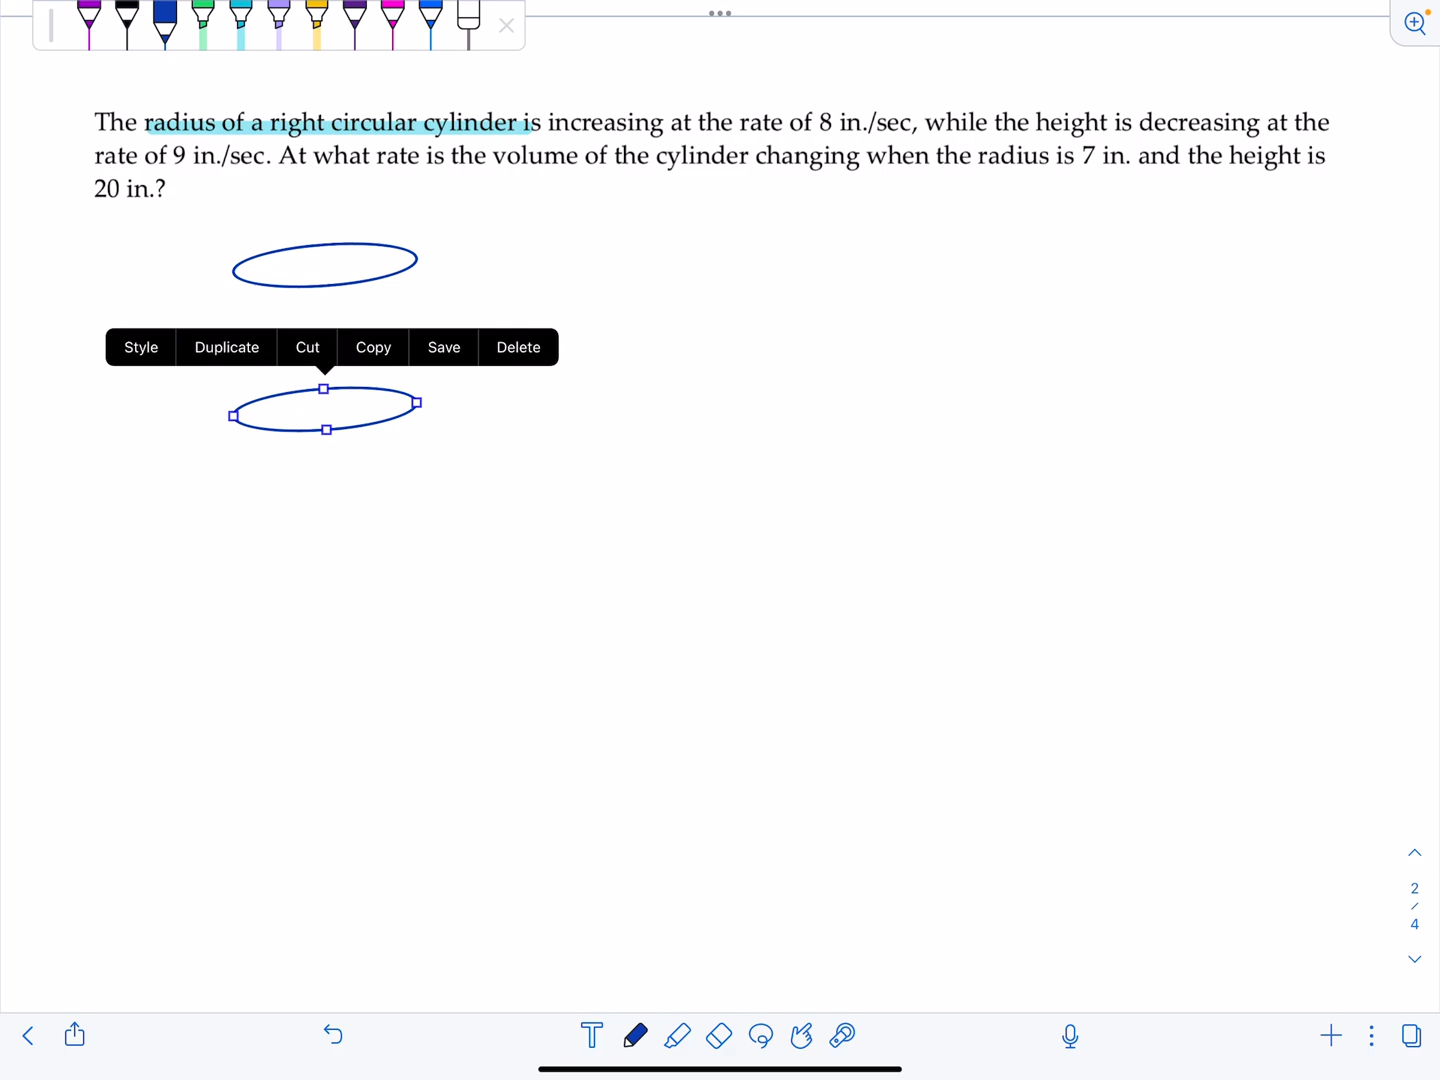 The radius of a right circular cylinder is increasing at the rate of 8 in./sec, while the height is decreasing at the
rate of 9 in./sec. At what rate is the volume of the cylinder changing when the radius is 7 in. and the height is
20 in.?
Style Duplicate Cut Copy Save Delete
2
/
4
T